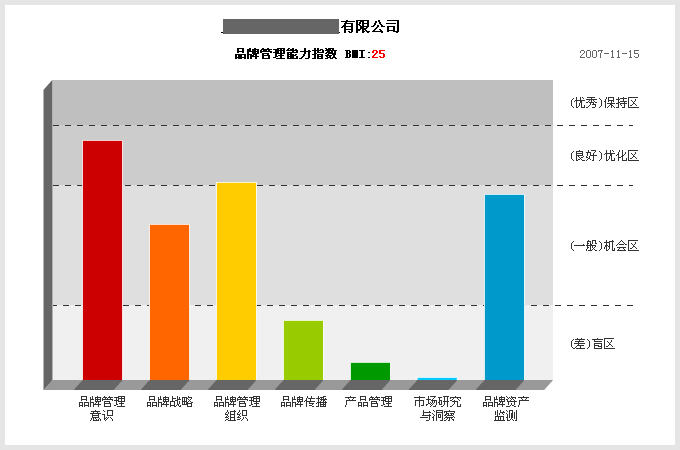 有限公司
品牌管理能力指数 BMI:25
2007-11-15
(优秀)保持区
(良好)优化区
(一般)机会区
(差)盲区
品牌管理
意识
品牌战略
品牌管理
组织
品牌传播
产品管理
市场研究
与洞察
品牌资产
监测